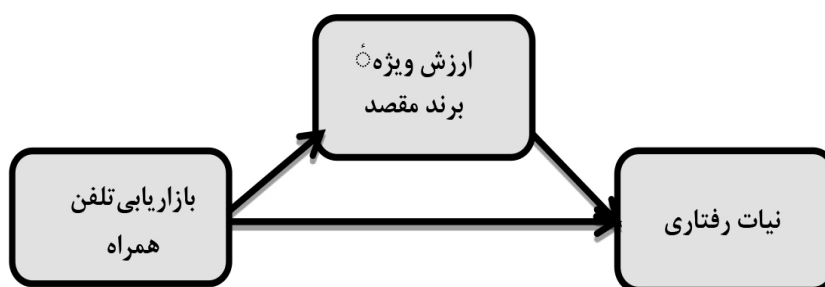 ارزش ویژهٔ
برند مقصد
بازاریابی تلفن
همراه
نیات رفتاری